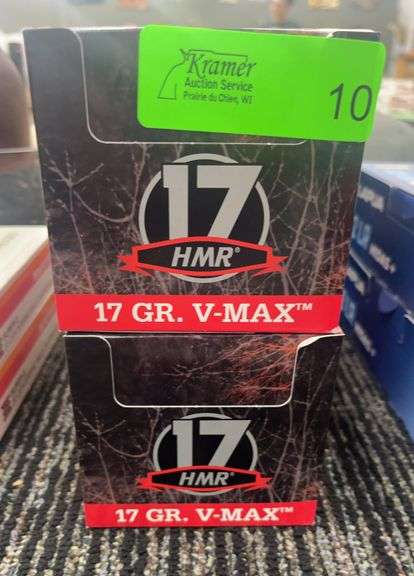 Kramer
Auction Service
Prairie du Chien, WI
10
17
HMR®
17 GR. V-MAX™
17
HMR®
17 GR. V-MAX™